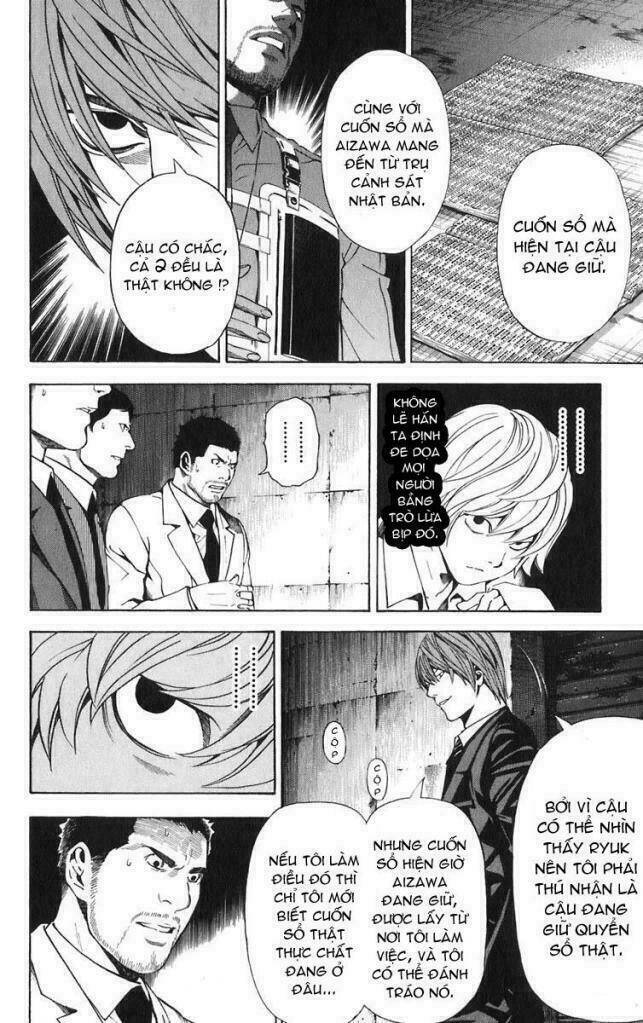 CUỐN SỔ MÀ
HIỆN TẠI CẬU
ĐANG GIỮ.
CÙNG VỚI
CUỐN SỔ MÀ
AIZAWA MANG
ĐẾN TỪ TRỤ
CẢNH SÁT
NHẬT BẢN.
CẬU CÓ CHẮC,
CẢ 2 ĐỀU LÀ
THẬT KHÔNG !?
KHÔNG
LẼ HẮN
TA ĐỊNH
ĐE DỌA
MỌI
NGƯỜI
BẰNG
TRÒ LỪA
BỊP ĐÓ.
BỞI VÌ CẬU
CÓ THỂ NHÌN
THẤY RYUK
NÊN TÔI PHẢI
THÚ NHẬN LÀ
CẬU ĐANG
GIỮ QUYỂN
SỔ THẬT.
CỘP
CỘP
NHƯNG CUỐN
SỔ HIỆN GIỜ
AIZAWA
ĐANG GIỮ,
ĐƯỢC LẤY TỪ
NƠI TÔI LÀM
VIỆC, VÀ TÔI
CÓ THỂ ĐÁNH
TRÁO NÓ.
NẾU TÔI LÀM
ĐIỀU ĐÓ THÌ
CHỈ TÔI MỚI
BIẾT CUỐN
SỔ THẬT
THỰC CHẤT
ĐANG Ở
ĐÂU...